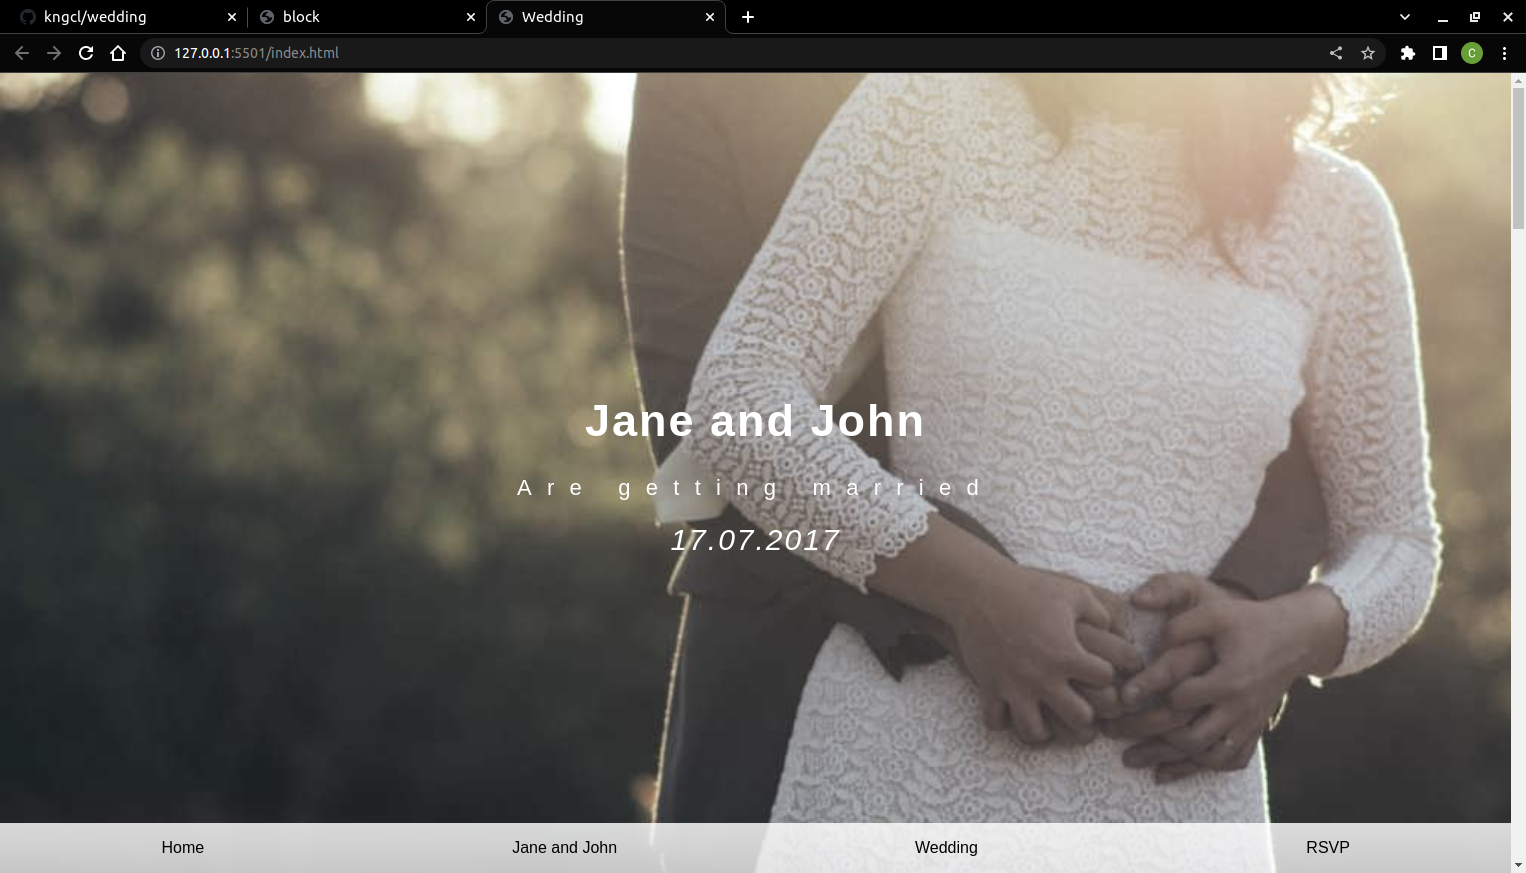 kngcl/wedding
block
Wedding
127.0.0.1:5501/index.html
C
Jane and John
Are getting married
17.07.2017
Home
Jane and John
Wedding
RSVP